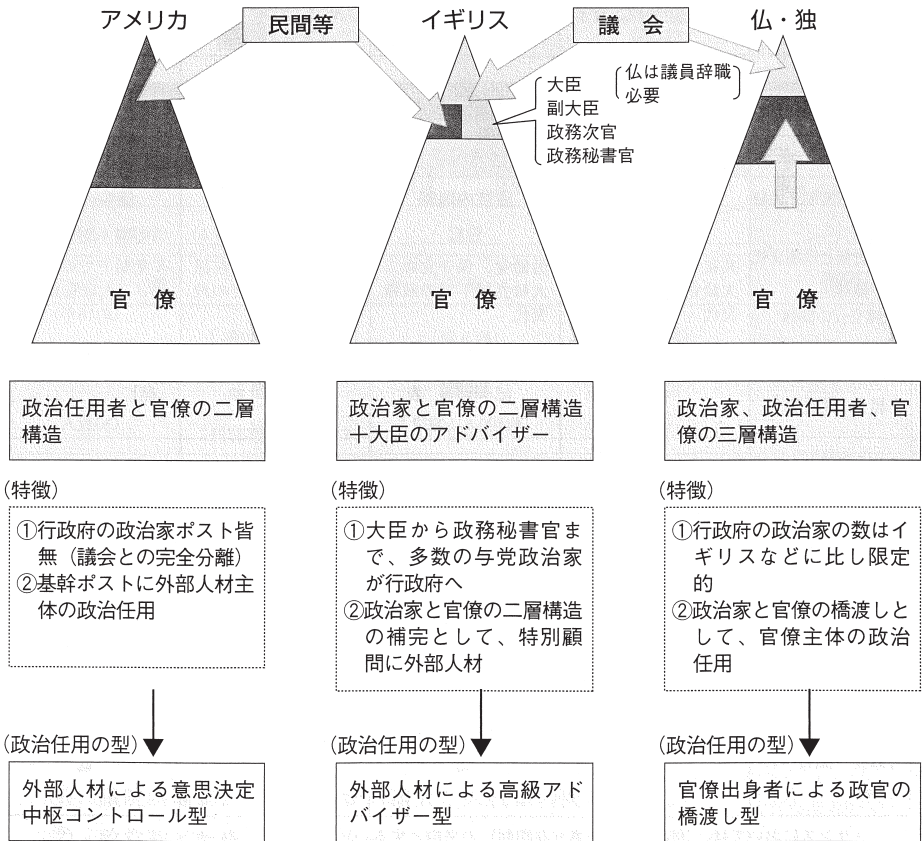 アメリカ
民間等
イギリス
議 会
仏・独
大臣
副大臣
政務次官
政務秘書官
仏は議員辞職
必要
官 僚
官 僚
官 僚
政治任用者と官僚の二層
構造
政治家と官僚の二層構造
十大臣のアドバイザー
政治家、政治任用者、官
僚の三層構造
(特徴)
①行政府の政治家ポスト皆
無（議会との完全分離）
②基幹ポストに外部人材主
体の政治任用
(特徴)
①大臣から政務秘書官ま
で、多数の与党政治家
が行政府へ
②政治家と官僚の二層構造
の補完として、特別顧
問に外部人材
(特徴)
①行政府の政治家の数はイ
ギリスなどに比し限定
的
②政治家と官僚の橋渡しと
して、官僚主体の政治
任用
(政治任用の型)
外部人材による意思決定
中枢コントロール型
(政治任用の型)
外部人材による高級アド
バイザー型
(政治任用の型)
官僚出身者による政官の
橋渡し型